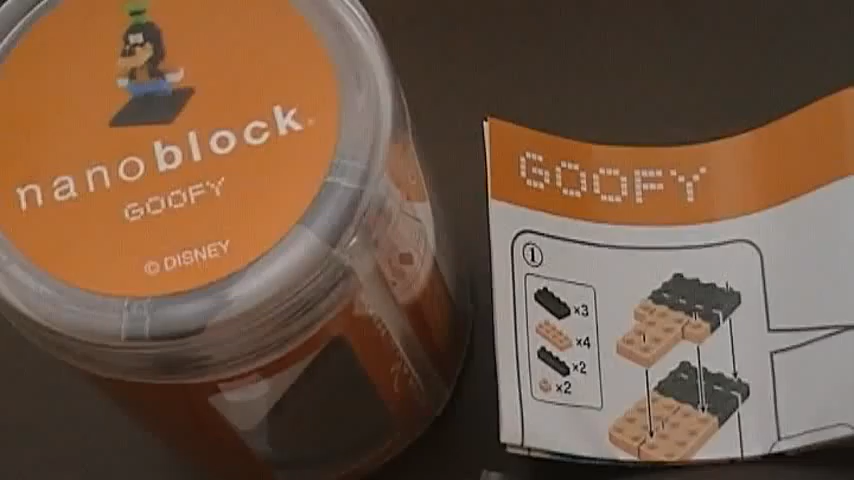 nanoblock
GOOFY
© DISNEY
GOOFY
1
×3
×4
×2
×2